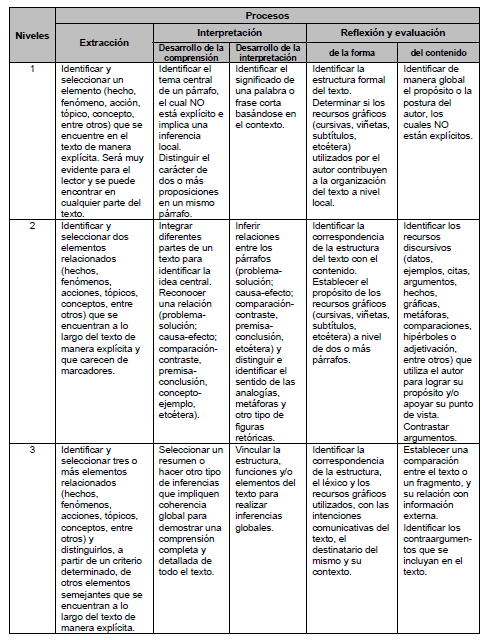 Niveles
Procesos
Extracción
Interpretación
Reflexión y evaluación
Desarrollo de la
comprensión
Desarrollo de la
interpretación
de la forma
del contenido
1
Identificar y
seleccionar un
elemento (hecho,
fenómeno, acción,
tópico, concepto,
entre otros) que se
encuentre en el
texto de manera
explícita. Será muy
evidente para el
lector y se puede
encontrar en
cualquier parte del
texto.
Identificar el
tema central
de un párrafo,
el cual NO
está explícito e
implica una
inferencia
local.
Distinguir el
carácter de
dos o más
proposiciones
en un mismo
párrafo.
Identificar el
significado de
una palabra o
frase corta
basándose en
el contexto.
Identificar la
estructura formal
del texto.
Determinar si los
recursos gráficos
(cursivas, viñetas,
subtítulos,
etcétera)
utilizados por el
autor contribuyen
a la organización
del texto a nivel
local.
Identificar de
manera global
el propósito o la
postura del
autor, los
cuales NO
están explícitos.
2
Identificar y
seleccionar dos
elementos
relacionados
(hechos,
fenómenos,
acciones, tópicos,
conceptos, entre
otros) que se
encuentran a lo
largo del texto de
manera explícita y
que carecen de
marcadores.
Integrar
diferentes
partes de un
texto para
identificar la
idea central.
Reconocer
una relación
(problema-
solución;
causa-efecto;
comparación-
contraste,
premisa-
conclusión,
concepto-
ejemplo,
etcétera).
Inferir
relaciones
entre los
párrafos
(problema-
solución;
causa-efecto;
comparación-
contraste,
premisa-
conclusión,
etcétera) y
distinguir e
identificar el
sentido de las
analogías,
metáforas y
otro tipo de
figuras
retóricas.
Identificar la
correspondencia
de la estructura
del texto con el
contenido.
Establecer el
propósito de los
recursos gráficos
(cursivas, viñetas,
subtítulos,
etcétera) a nivel
de dos o más
párrafos.
Identificar los
recursos
discursivos
(datos,
ejemplos, citas,
argumentos,
hechos,
gráficas,
metáforas,
comparaciones,
hipérboles o
adjetivación,
entre otros) que
utiliza el autor
para lograr su
propósito y/o
apoyar su punto
de vista.
Contrastar
argumentos.
3
Identificar y
seleccionar tres o
más elementos
relacionados
(hechos,
fenómenos,
acciones, tópicos,
conceptos, entre
otros) y
distinguirlos, a
partir de un criterio
determinado, de
otros elementos
semejantes que se
encuentran a lo
largo del texto de
manera explícita.
Seleccionar un
resumen o
hacer otro tipo
de inferencias
que impliquen
coherencia
global para
demostrar una
comprensión
completa y
detallada de
todo el texto.
Vincular la
estructura,
funciones y/o
elementos del
texto para
realizar
inferencias
globales.
Identificar la
correspondencia
de la estructura,
el léxico y los
recursos gráficos
utilizados, con las
intenciones
comunicativas del
texto, el
destinatario del
mismo y su
contexto.
Establecer una
comparación
entre el texto o
un fragmento, y
su relación con
información
externa.
Identificar los
contraargumen-
tos que se
incluyan en el
texto.